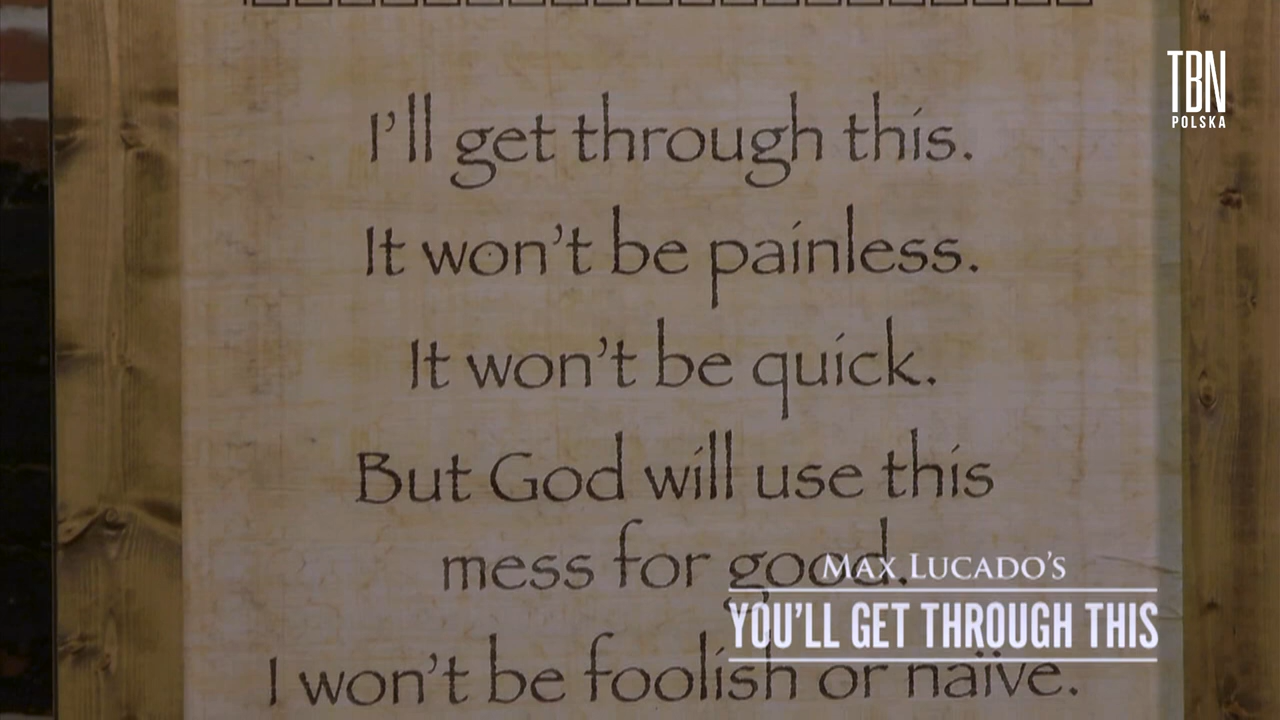 TBN
POLSKA
I'll get through this.
It won't be painless.
It won't be quick.
But God will use this
mess for good.
MAX LUCADO'S
YOU'LL GET THROUGH THIS
I won't be foolish or naïve.